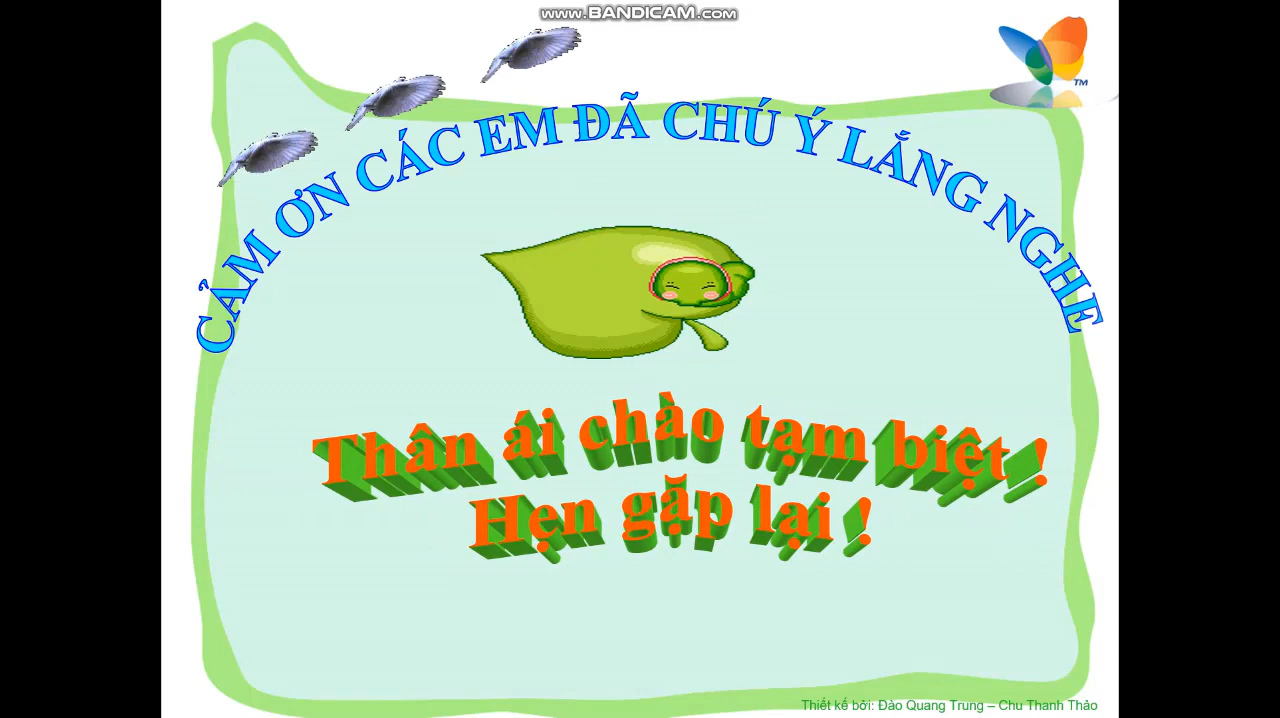 www.BANDICAM.com
TM
CẢM ƠN CÁC EM ĐÃ CHÚ Ý LẮNG NGHE
Thân ái chào tạm biệt !
Hẹn gặp lại !
Thiết kế bởi: Đào Quang Trung – Chu Thanh Thảo